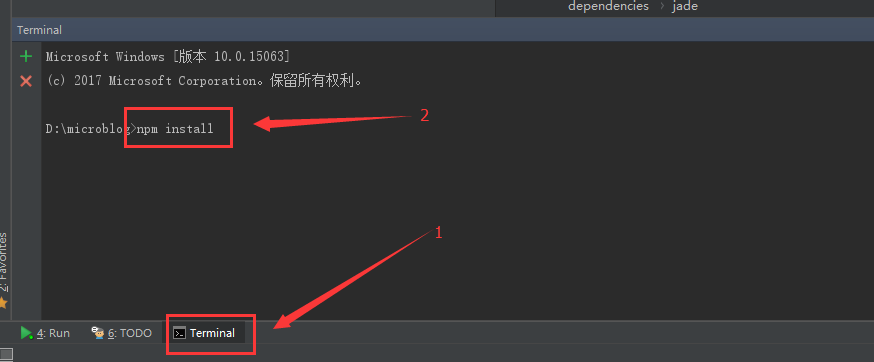 dependencies › jade
Terminal
Microsoft Windows [版本 10.0.15063]
(c) 2017 Microsoft Corporation。保留所有权利。
D:\microblog>npm install
2
1
2: Favorites
4: Run
6: TODO
Terminal